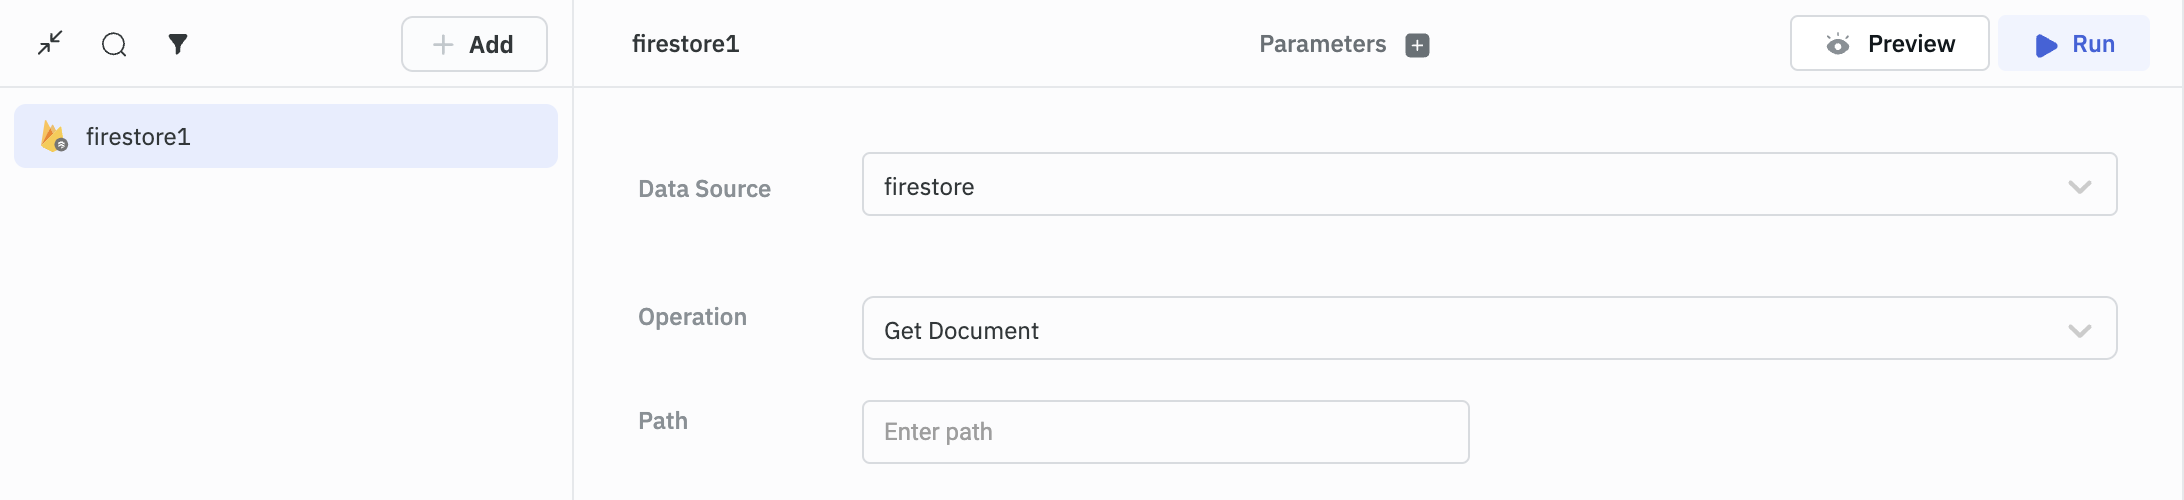 Add
firestore1
Parameters
Preview
Run
firestore1
Data Source
firestore
Operation
Get Document
Path
Enter path